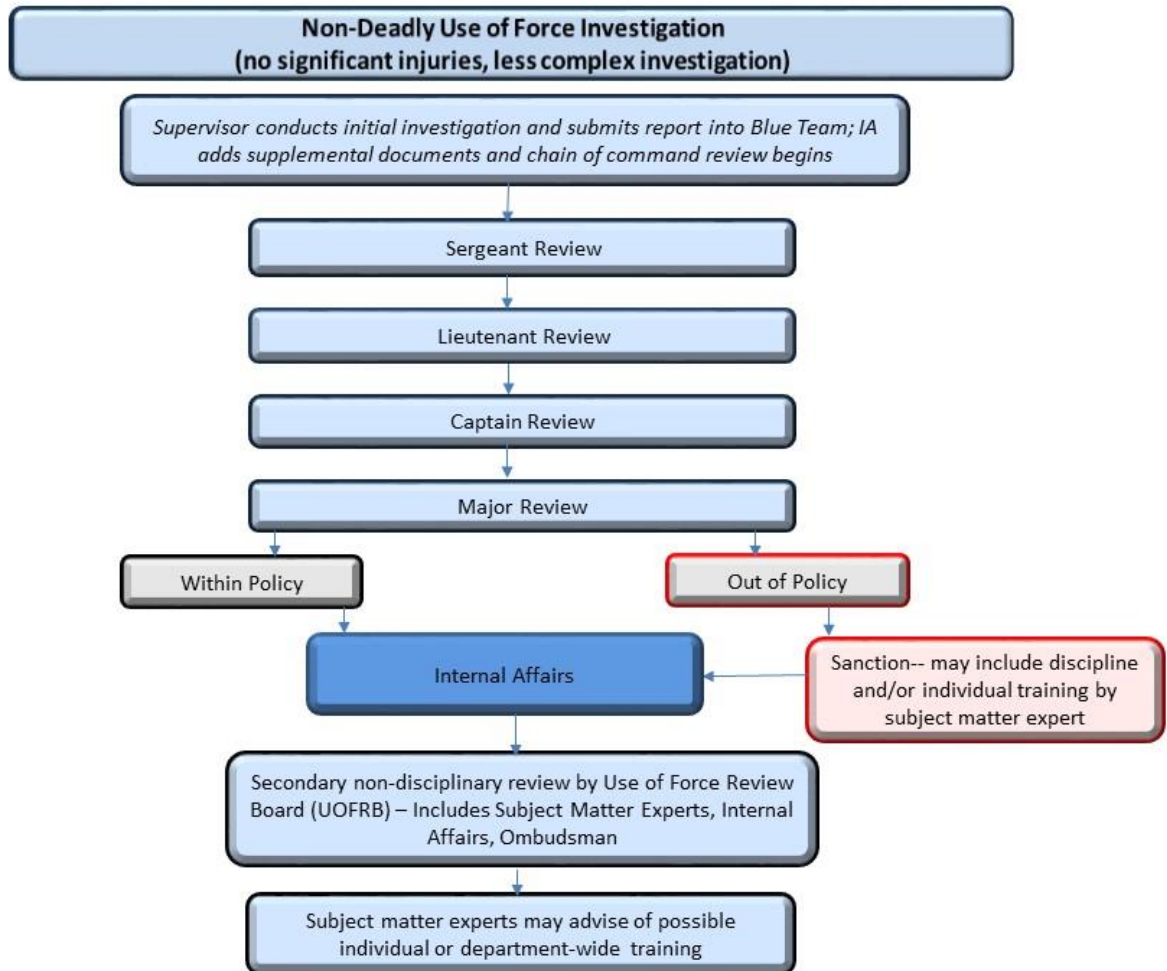 Non-Deadly Use of Force Investigation
(no significant injuries, less complex investigation)
Supervisor conducts initial investigation and submits report into Blue Team; IA
adds supplemental documents and chain of command review begins
Sergeant Review
Lieutenant Review
Captain Review
Major Review
Within Policy
Out of Policy
Internal Affairs
Sanction-- may include discipline
and/or individual training by
subject matter expert
Secondary non-disciplinary review by Use of Force Review
Board (UOFRB) – Includes Subject Matter Experts, Internal
Affairs, Ombudsman
Subject matter experts may advise of possible
individual or department-wide training